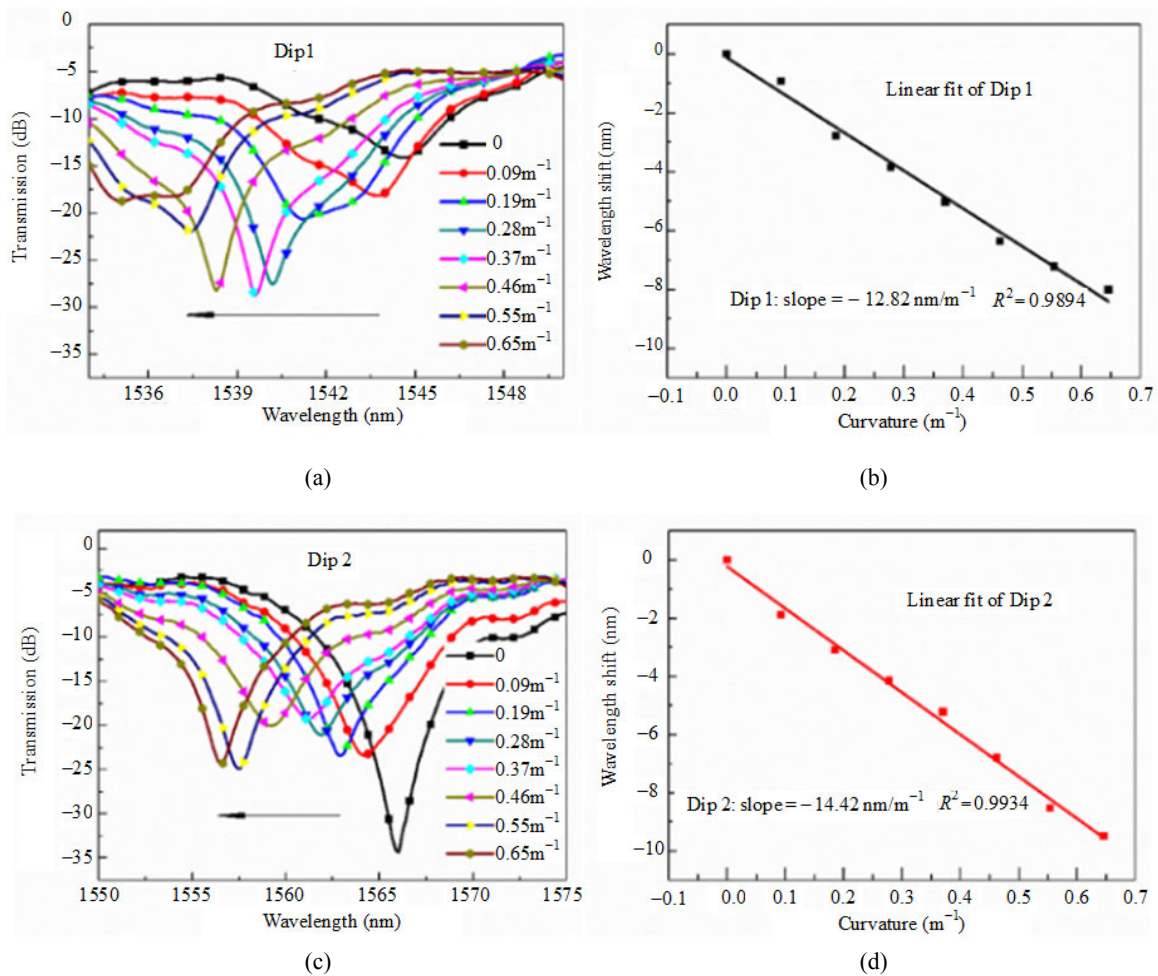 0
−5
−10
−15
−20
−25
−30
−35
Transmission (dB)
Dip1
0
0.09m⁻¹
0.19m⁻¹
0.28m⁻¹
0.37m⁻¹
0.46m⁻¹
0.55m⁻¹
0.65m⁻¹
1536 1539 1542 1545 1548
Wavelength (nm)
(a)
0
−2
−4
−6
−8
−10
Wavelength shift (nm)
Linear fit of Dip 1
Dip 1: slope = − 12.82 nm/m⁻¹ R² = 0.9894
−0.1 0.0 0.1 0.2 0.3 0.4 0.5 0.6 0.7
Curvature (m⁻¹)
(b)
0
−5
−10
−15
−20
−25
−30
−35
Transmission (dB)
Dip 2
0
0.09m⁻¹
0.19m⁻¹
0.28m⁻¹
0.37m⁻¹
0.46m⁻¹
0.55m⁻¹
0.65m⁻¹
1550 1555 1560 1565 1570 1575
Wavelength (nm)
(c)
0
−2
−4
−6
−8
−10
Wavelength shift (nm)
Linear fit of Dip 2
Dip 2: slope = − 14.42 nm/m⁻¹ R² = 0.9934
−0.1 0.0 0.1 0.2 0.3 0.4 0.5 0.6 0.7
Curvature (m⁻¹)
(d)